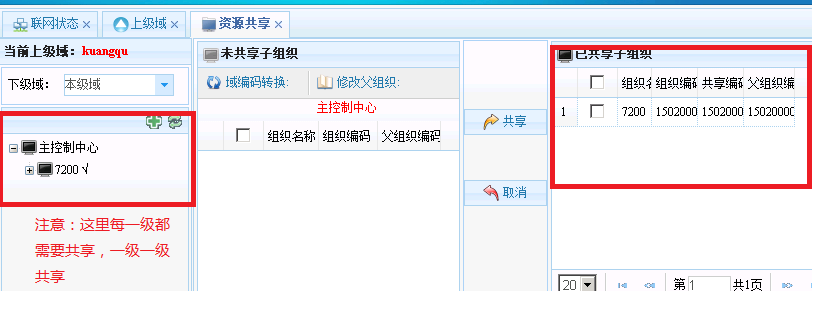 联网状态 上级域 资源共享
当前上级域：kuangqu
下级域： 本级域
主控制中心
7200 √
注意：这里每一级都
需要共享，一级一级
共享
未共享子组织
域编码转换: 修改父组织:
主控制中心
组织名称 组织编码 父组织编码
共享
取消
已共享子组织
组织名 组织编码 共享编码 父组织编
1 7200 1502000 1502000 15020000
20 第 1 共1页